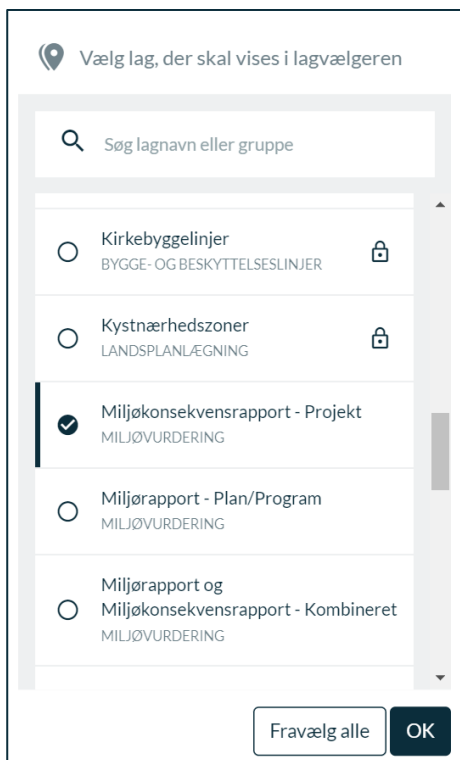 Vælg lag, der skal vises i lagvælgeren
Søg lagnavn eller gruppe
Kirkebyggelinjer
BYGGE- OG BESKYTTELSESLINJER
Kystnærhedszoner
LANDSPLANLÆGNING
Miljøkonsekvensrapport - Projekt
MILJØVURDERING
Miljørapport - Plan/Program
MILJØVURDERING
Miljørapport og
Miljøkonsekvensrapport - Kombineret
MILJØVURDERING
Fravælg alle
OK